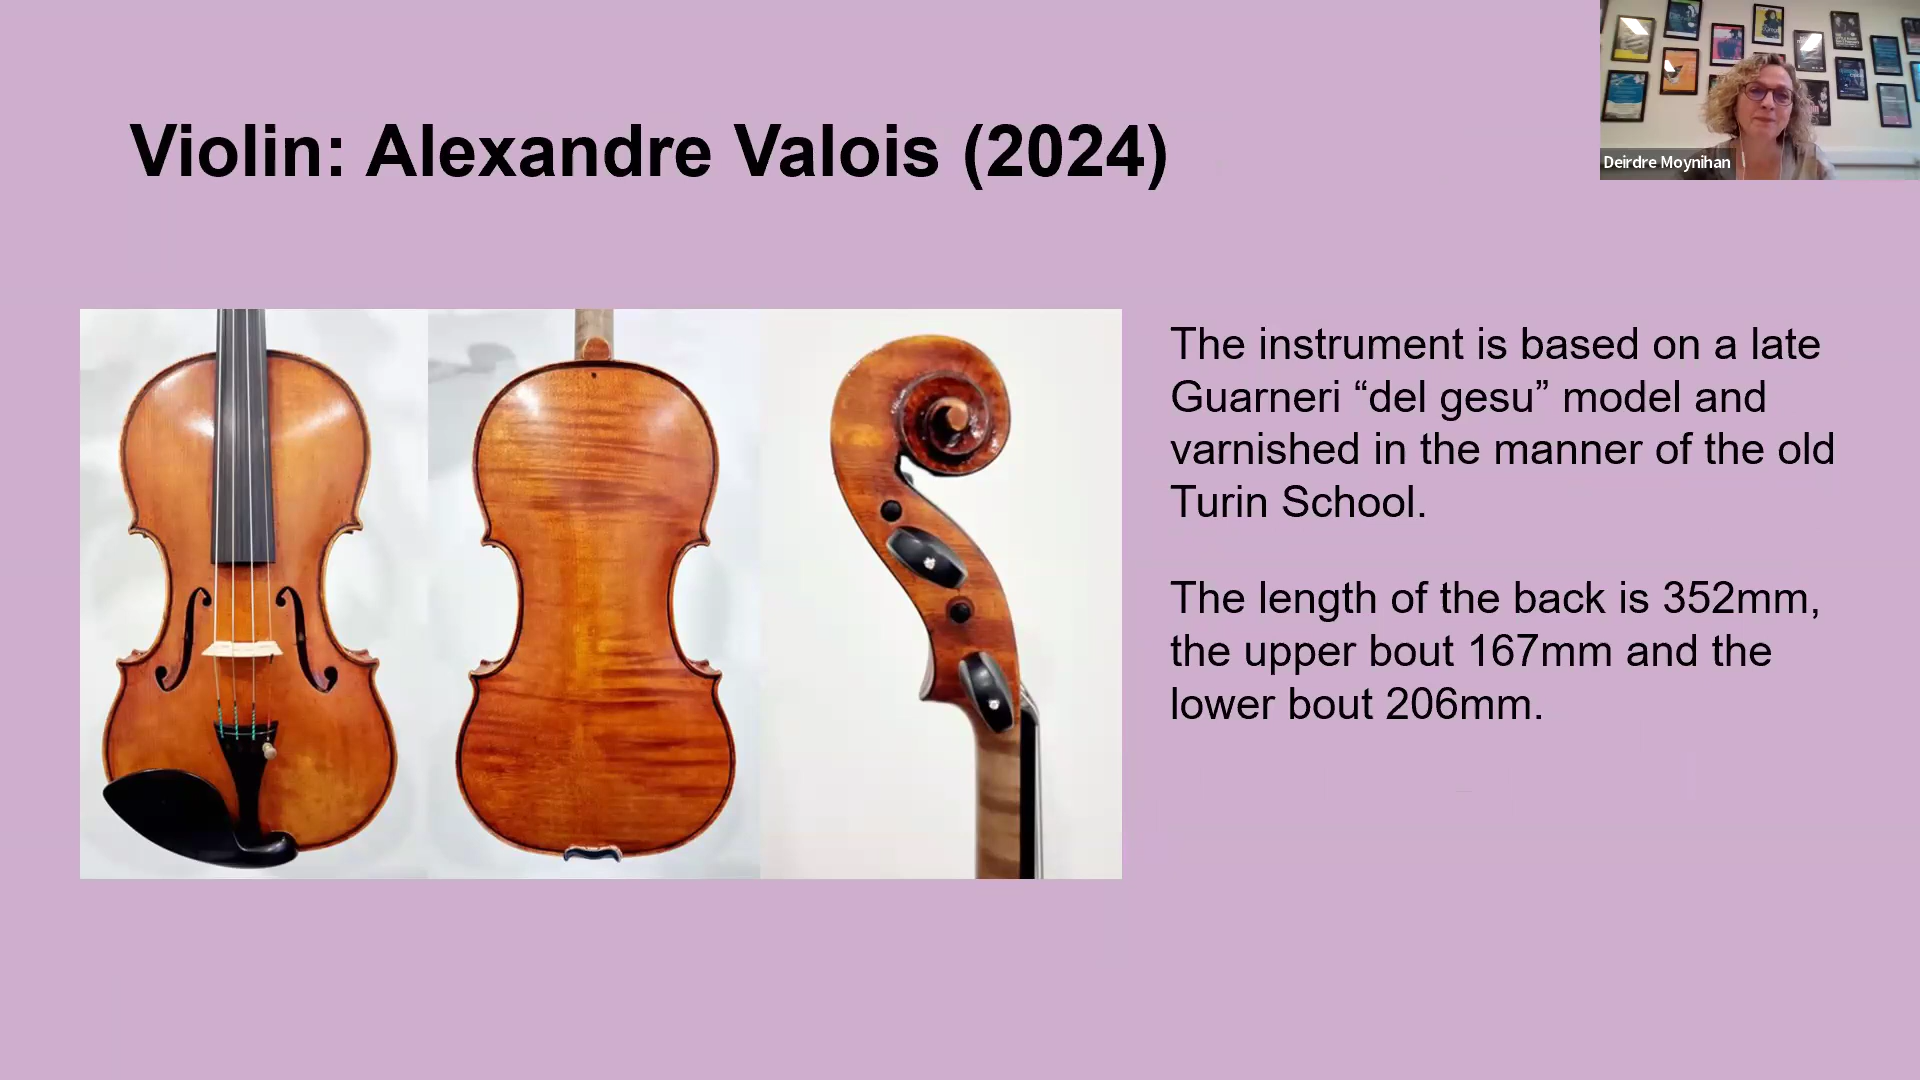 Violin: Alexandre Valois (2024)
Deirdre Moynihan
The instrument is based on a late
Guarneri “del gesu” model and
varnished in the manner of the old
Turin School.
The length of the back is 352mm,
the upper bout 167mm and the
lower bout 206mm.